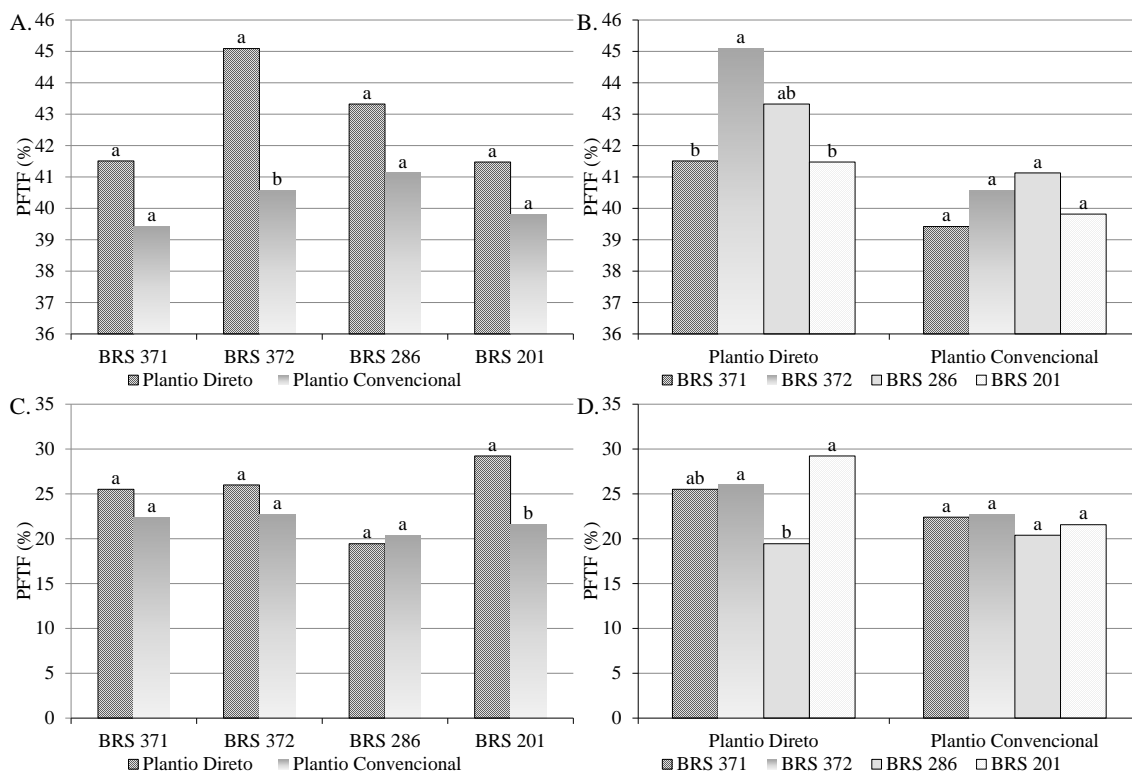 A.
PFTF (%)
46
45
44
43
42
41
40
39
38
37
36
a
a
a
b
a
a
a
a
BRS 371
BRS 372
BRS 286
BRS 201
Plantio Direto
Plantio Convencional
B.
PFTF (%)
46
45
44
43
42
41
40
39
38
37
36
b
a
ab
b
a
a
a
a
Plantio Direto
Plantio Convencional
BRS 371
BRS 372
BRS 286
BRS 201
C.
PFTF (%)
35
30
25
20
15
10
5
0
a
a
a
a
a
a
a
b
BRS 371
BRS 372
BRS 286
BRS 201
Plantio Direto
Plantio Convencional
D.
PFTF (%)
35
30
25
20
15
10
5
0
ab
a
b
a
a
a
a
a
Plantio Direto
Plantio Convencional
BRS 371
BRS 372
BRS 286
BRS 201